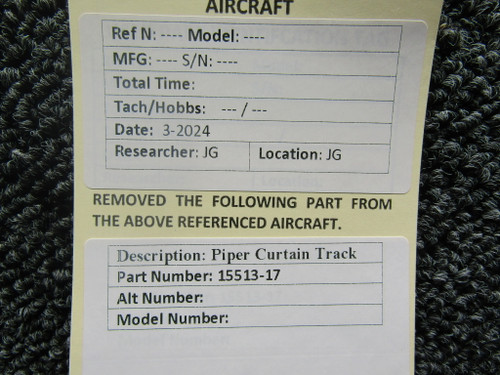 AIRCRAFT
Ref N: ---- Model: ----
MFG: ---- S/N: ----
Total Time:
Tach/Hobbs: --- / ---
Date: 3-2024
Researcher: JG Location: JG
REMOVED THE FOLLOWING PART FROM
THE ABOVE REFERENCED AIRCRAFT.
Description: Piper Curtain Track
Part Number: 15513-17
Alt Number:
Model Number: